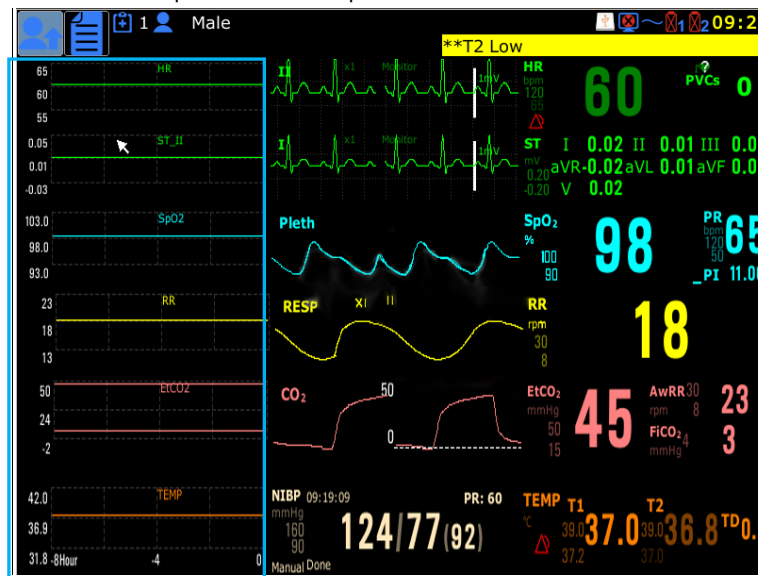 1 Male
09:2
**T2 Low
65 HR
60
55
0.05 ST_II
0.01
-0.03
103.0 SpO2
98.0
93.0
23 RR
18
13
50 EtCO2
24
-2
42.0 TEMP
36.9
31.8 -8Hour -4 0
II x1 Monitor 1mV
I x1 Monitor 1mV
Pleth
RESP X1 II
CO2 50
0
HR
bpm
120
65
60
PVCs ? 0
ST I 0.02 II 0.01 III 0.0
mV aVR-0.02 aVL 0.01 aVF 0.0
0.20
-0.20 V 0.02
SpO2
%
100
90
98
PR
bpm
120
50
65
PI 11.00
RR
rpm
30
8
18
EtCO2
mmHg
50
15
45
AwRR 30
rpm 8
23
FiCO2
mmHg 4
3
NIBP 09:19:09 PR: 60
mmHg
160
90
124/77(92)
Manual Done
TEMP T1 T2
°C 39.0 37.0 39.0 36.8 TD0.
37.2 37.0